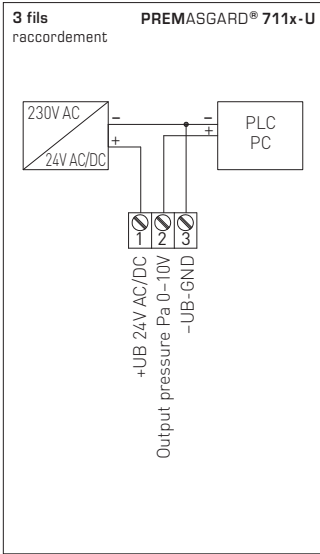 3 fils
raccordement
PREMASGARD® 711x-U
230V AC
24V AC/DC
–
+
–
+
PLC
PC
1 2 3
+UB 24V AC/DC
Output pressure Pa 0–10V
–UB-GND